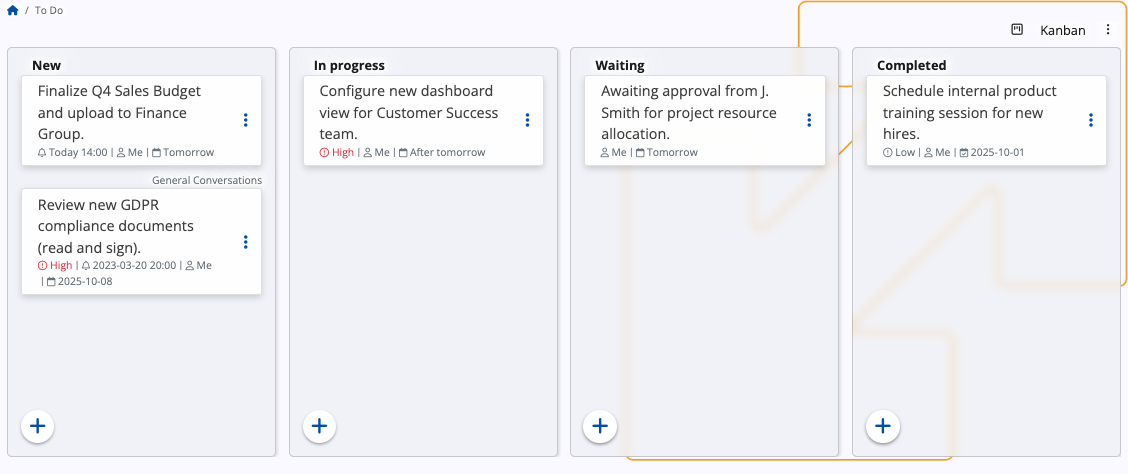 / To Do
Kanban
New
Finalize Q4 Sales Budget
and upload to Finance
Group.
Today 14:00 | Me | Tomorrow
General Conversations
Review new GDPR
compliance documents
(read and sign).
High | 2023-03-20 20:00 | Me
| 2025-10-08
In progress
Configure new dashboard
view for Customer Success
team.
High | Me | After tomorrow
Waiting
Awaiting approval from J.
Smith for project resource
allocation.
Me | Tomorrow
Completed
Schedule internal product
training session for new
hires.
Low | Me | 2025-10-01